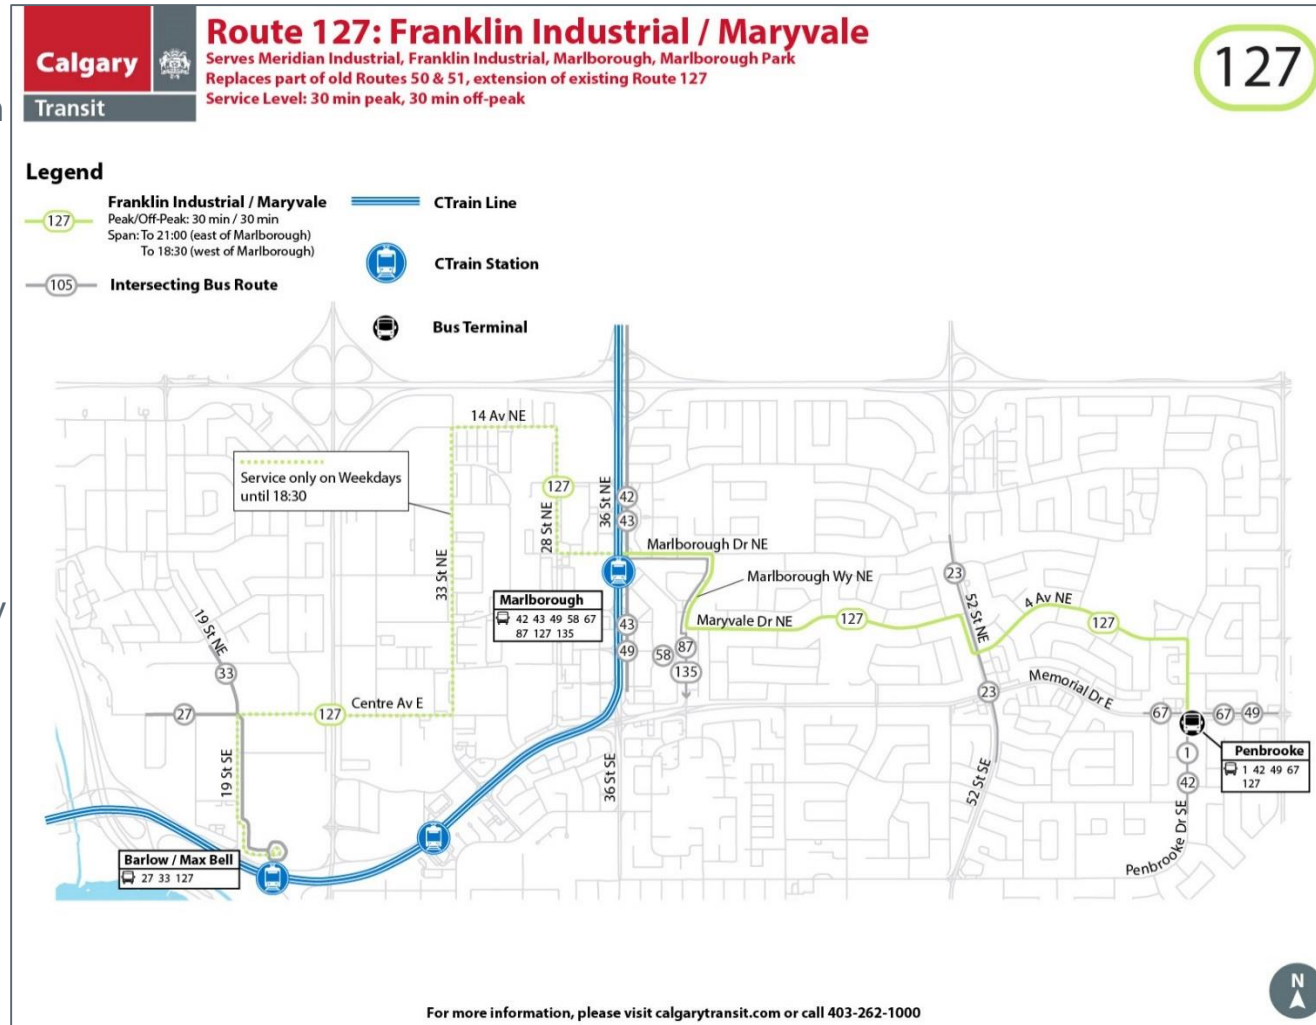 Calgary
Transit
Route 127: Franklin Industrial / Maryvale
Serves Meridian Industrial, Franklin Industrial, Marlborough, Marlborough Park
Replaces part of old Routes 50 & 51, extension of existing Route 127
Service Level: 30 min peak, 30 min off-peak
127
Legend
127
Franklin Industrial / Maryvale
Peak/Off-Peak: 30 min / 30 min
Span: To 21:00 (east of Marlborough)
To 18:30 (west of Marlborough)
105
Intersecting Bus Route
CTrain Line
CTrain Station
Bus Terminal
14 Av NE
Service only on Weekdays
until 18:30
127
28 St NE
33 St NE
36 St NE
42
43
Marlborough Dr NE
Marlborough Wy NE
Marlborough
42 43 49 58 67
87 127 135
43
49
Maryvale Dr NE
58
87
135
127
23
52 St NE
4 Av NE
127
19 St NE
33
27
127
Centre Av E
19 St SE
36 St SE
23
52 St SE
Memorial Dr E
67
67
49
Penbrooke
1 42 49 67
127
1
42
Penbrooke Dr SE
Barlow / Max Bell
27 33 127
N
For more information, please visit calgarytransit.com or call 403-262-1000